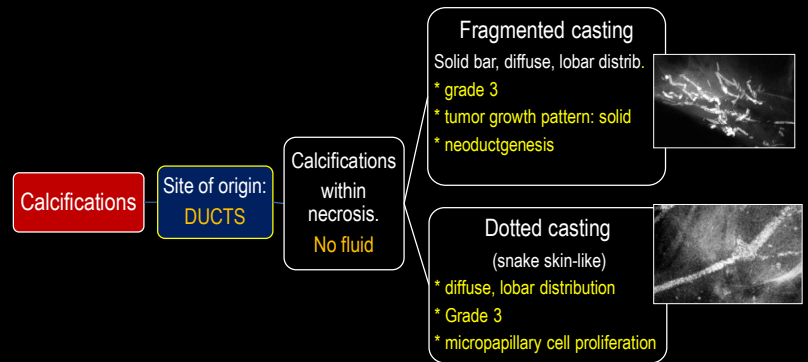 Calcifications
Site of origin:
DUCTS
Calcifications
within
necrosis.
No fluid
Fragmented casting
Solid bar, diffuse, lobar distrib.
* grade 3
* tumor growth pattern: solid
* neoductgenesis
Dotted casting
(snake skin-like)
* diffuse, lobar distribution
* Grade 3
* micropapillary cell proliferation